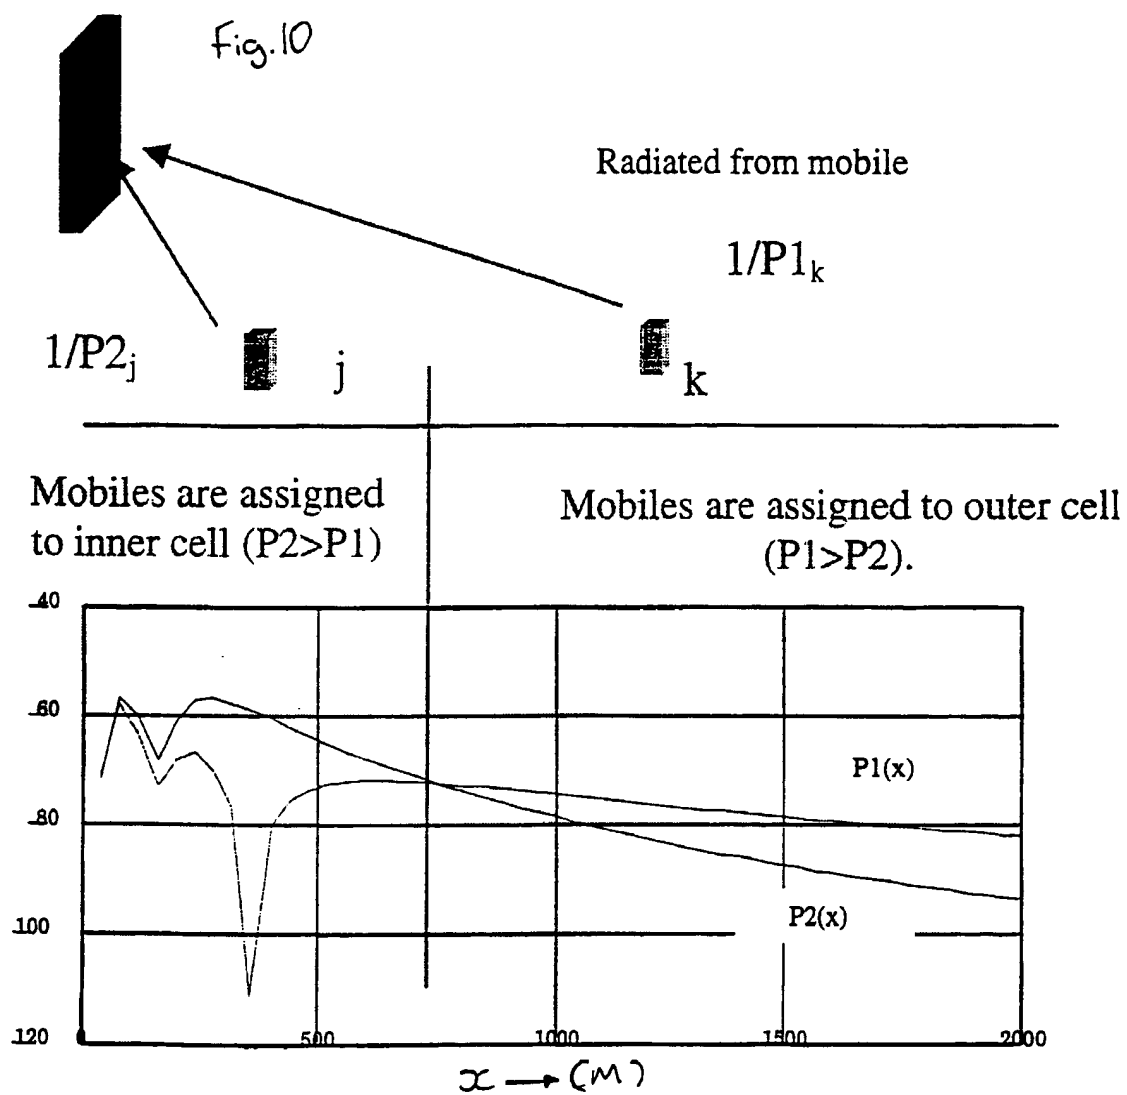 Fig.10
Radiated from mobile
1/P1k
1/P2j
j
k
Mobiles are assigned
to inner cell (P2>P1)
Mobiles are assigned to outer cell
(P1>P2).
-40
-60
P1(x)
-80
P2(x)
-100
-120
0 500 1000 1500 2000
x → (M)